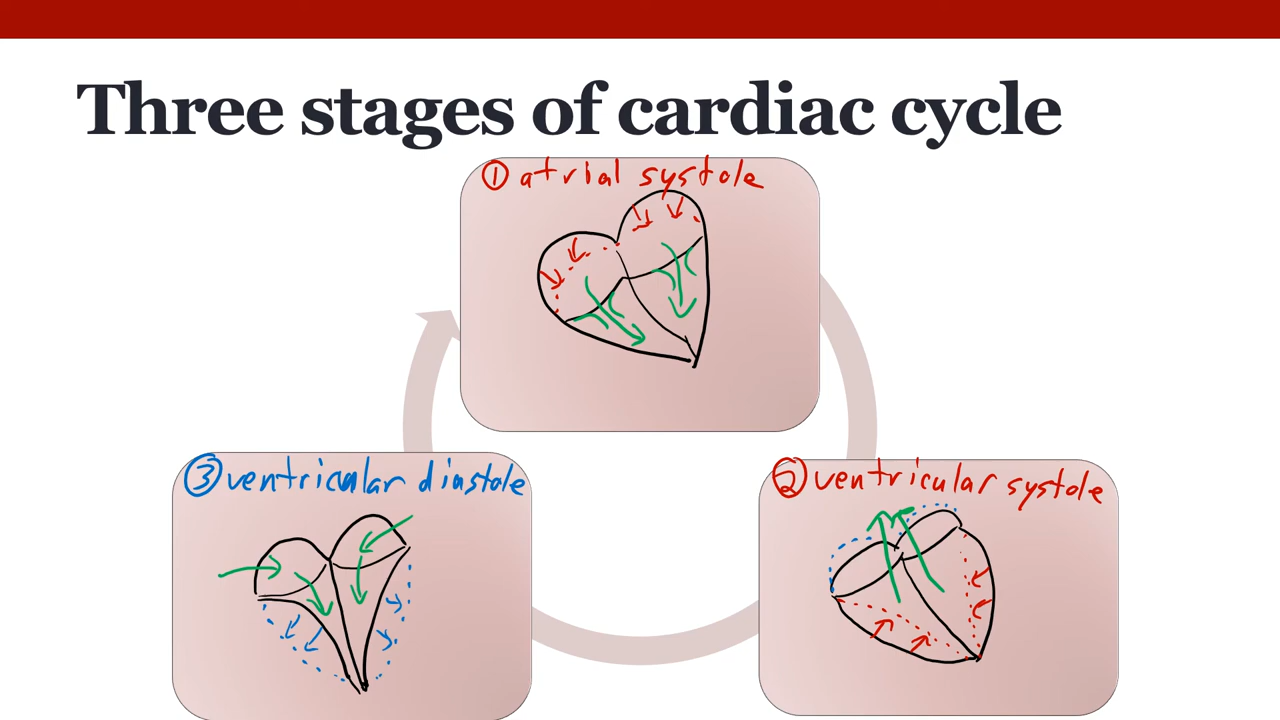 Three stages of cardiac cycle
① atrial systole
③ ventricular diastole
② ventricular systole